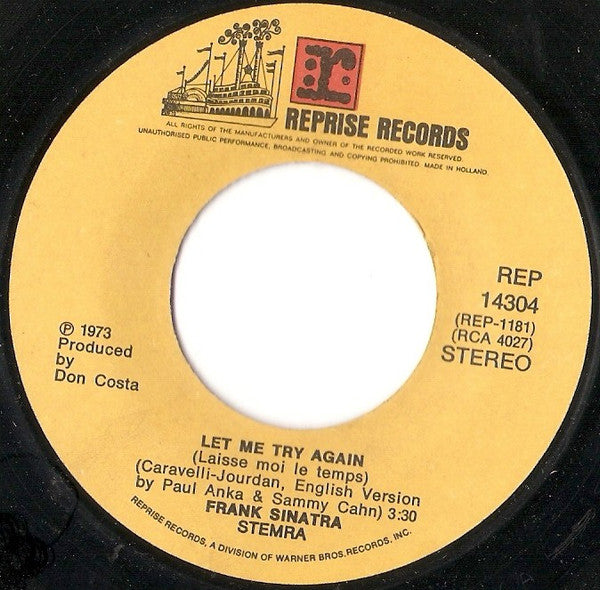 r:
REPRISE RECORDS
ALL RIGHTS OF THE MANUFACTURERS AND OWNER OF THE RECORDED WORK RESERVED
UNAUTHORISED PUBLIC PERFORMANCE, BROADCASTING AND COPYING PROHIBITED. MADE IN HOLLAND
REP
14304
(REP-1181)
(RCA 4027)
STEREO
℗ 1973
Produced
by
Don Costa
LET ME TRY AGAIN
(Laisse moi le temps)
(Caravelli-Jourdan, English Version
by Paul Anka & Sammy Cahn) 3:30
FRANK SINATRA
STEMRA
REPRISE RECORDS, A DIVISION OF WARNER BROS. RECORDS, INC.